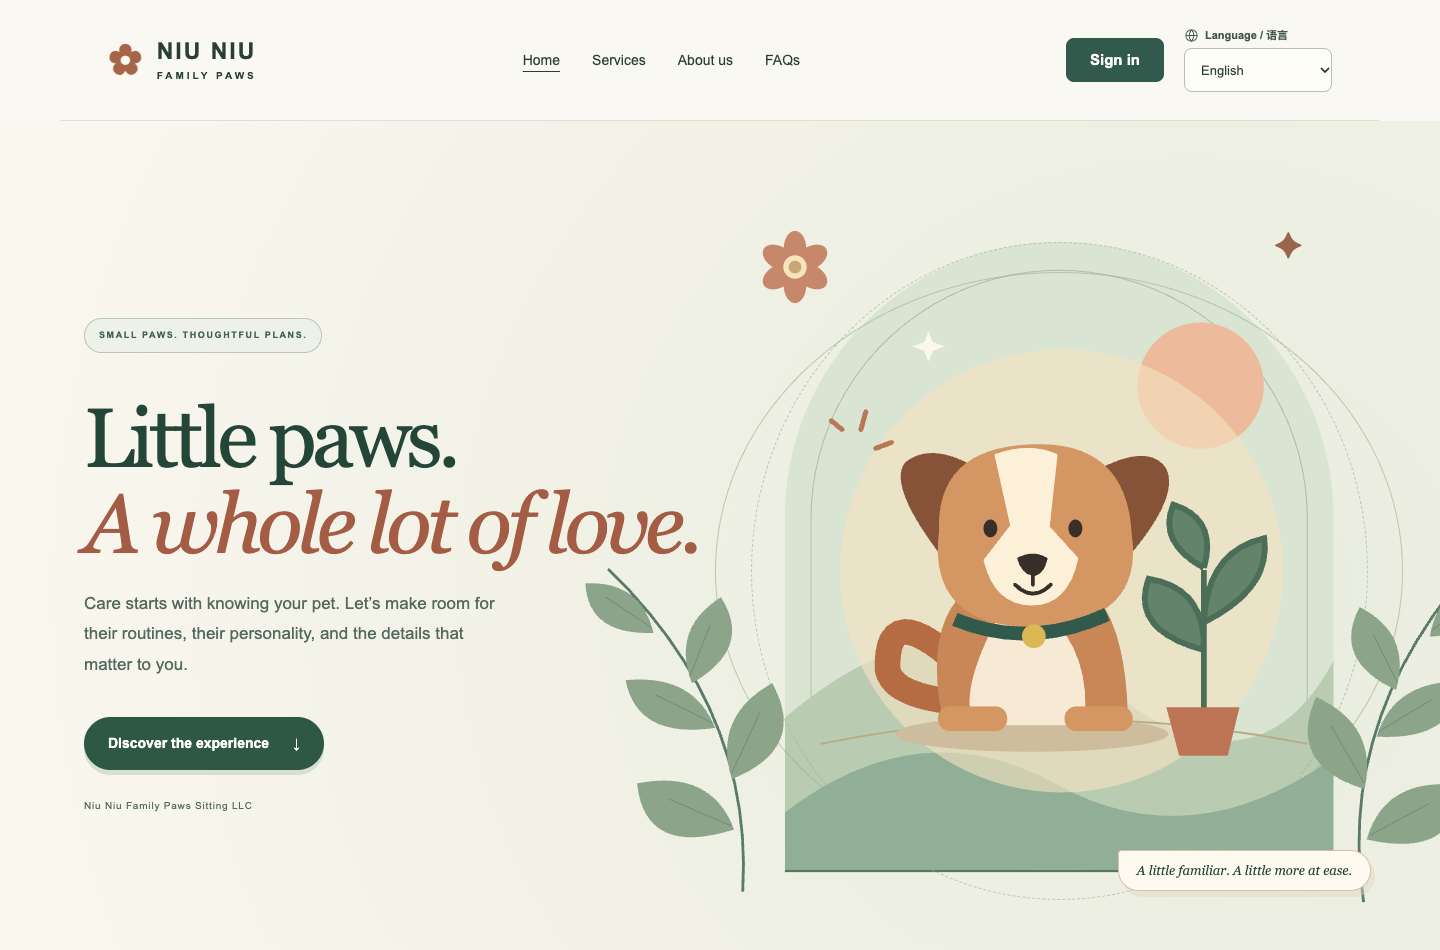 NIU NIU
FAMILY PAWS
Home
Services
About us
FAQs
Sign in
Language / 语言
English
SMALL PAWS. THOUGHTFUL PLANS.
Little paws.
A whole lot of love.
Care starts with knowing your pet. Let’s make room for
their routines, their personality, and the details that
matter to you.
Discover the experience ↓
Niu Niu Family Paws Sitting LLC
A little familiar. A little more at ease.